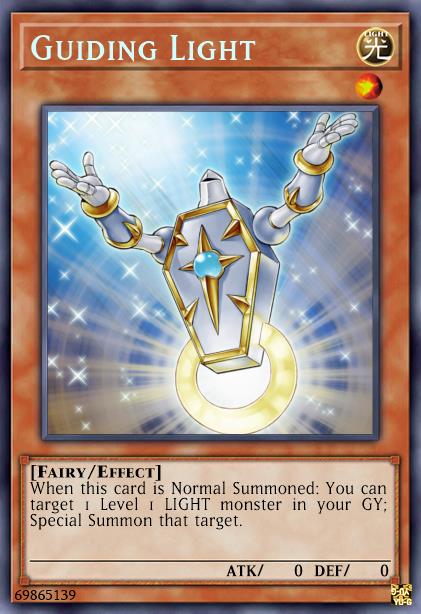 Guiding Light
LIGHT
光
[Fairy/Effect]
When this card is Normal Summoned: You can
target 1 Level 1 LIGHT monster in your GY;
Special Summon that target.
ATK/ 0 DEF/ 0
69865139